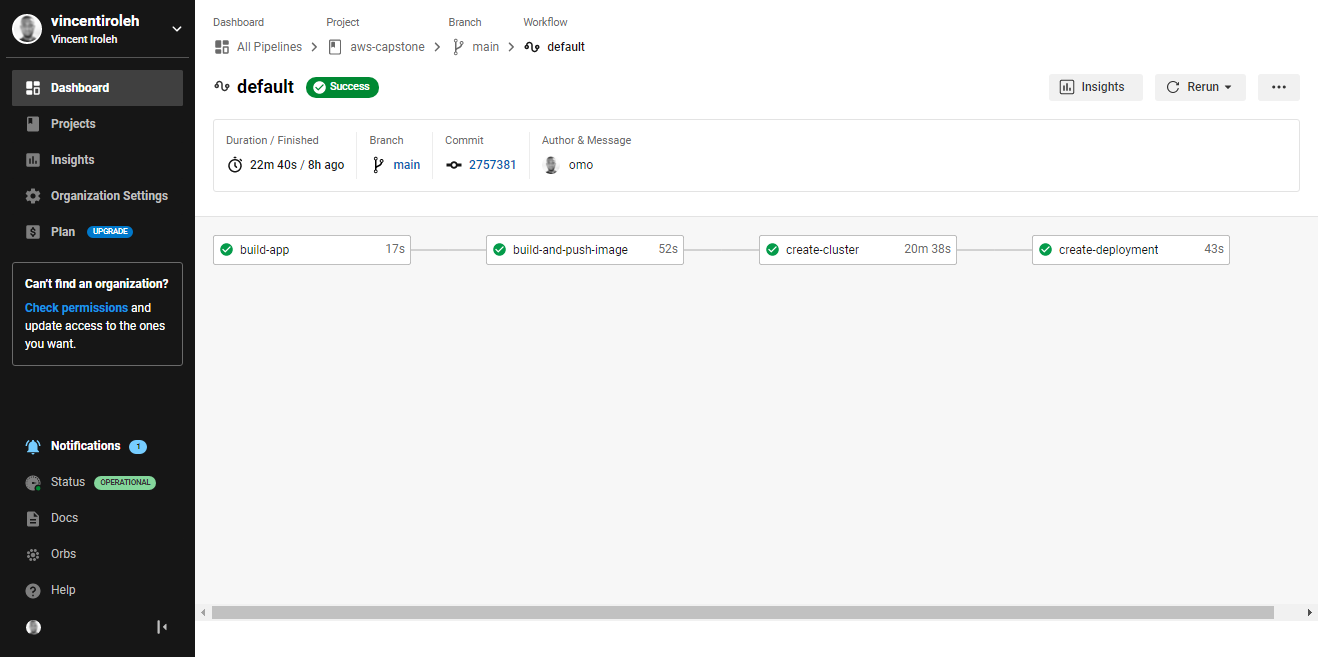 vincentiroleh
Vincent Iroleh
Dashboard
Projects
Insights
Organization Settings
Plan UPGRADE
Can't find an organization?
Check permissions and
update access to the ones
you want.
Notifications 1
Status OPERATIONAL
Docs
Orbs
Help
Dashboard Project Branch Workflow
All Pipelines aws-capstone main default
default Success
Insights Rerun
Duration / Finished Branch Commit Author & Message
22m 40s / 8h ago main 2757381 omo
build-app 17s build-and-push-image 52s create-cluster 20m 38s create-deployment 43s